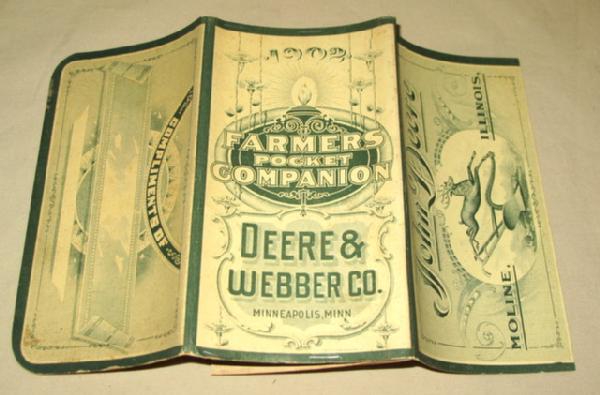 COMPLIMENTS OF
1902
FARMERS
POCKET
COMPANION
DEERE &
WEBBER CO.
MINNEAPOLIS, MINN
John Deere
MOLINE, ILLINOIS.